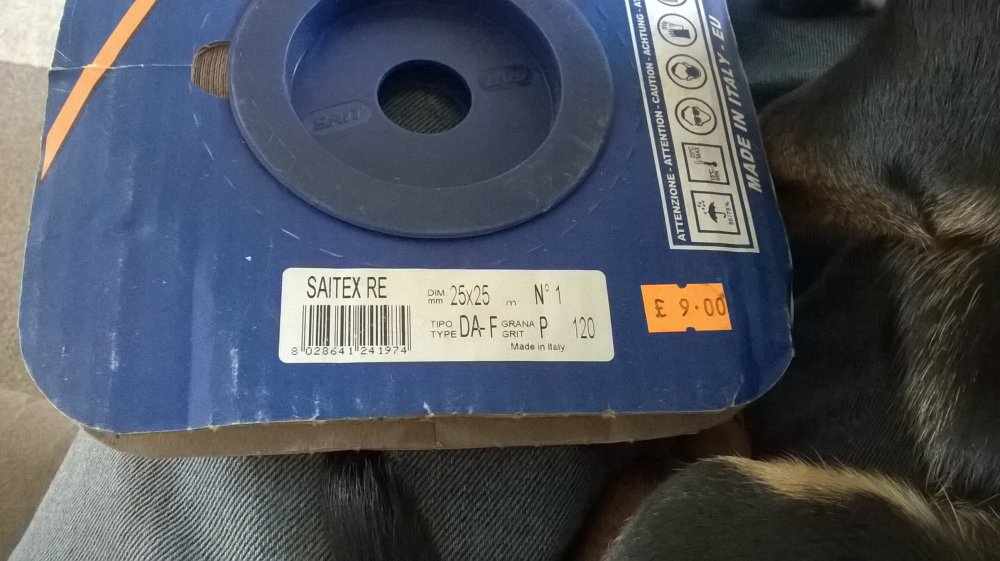 ATTENZIONE - ATTENTION - CAUTION - ACHTUNG - AT
MADE IN ITALY - EU
SAITEX RE
DIM mm 25x25 m N° 1
TIPO TYPE DA-F GRANA GRIT P 120
Made in Italy
8 028641 241974
£ 9.00